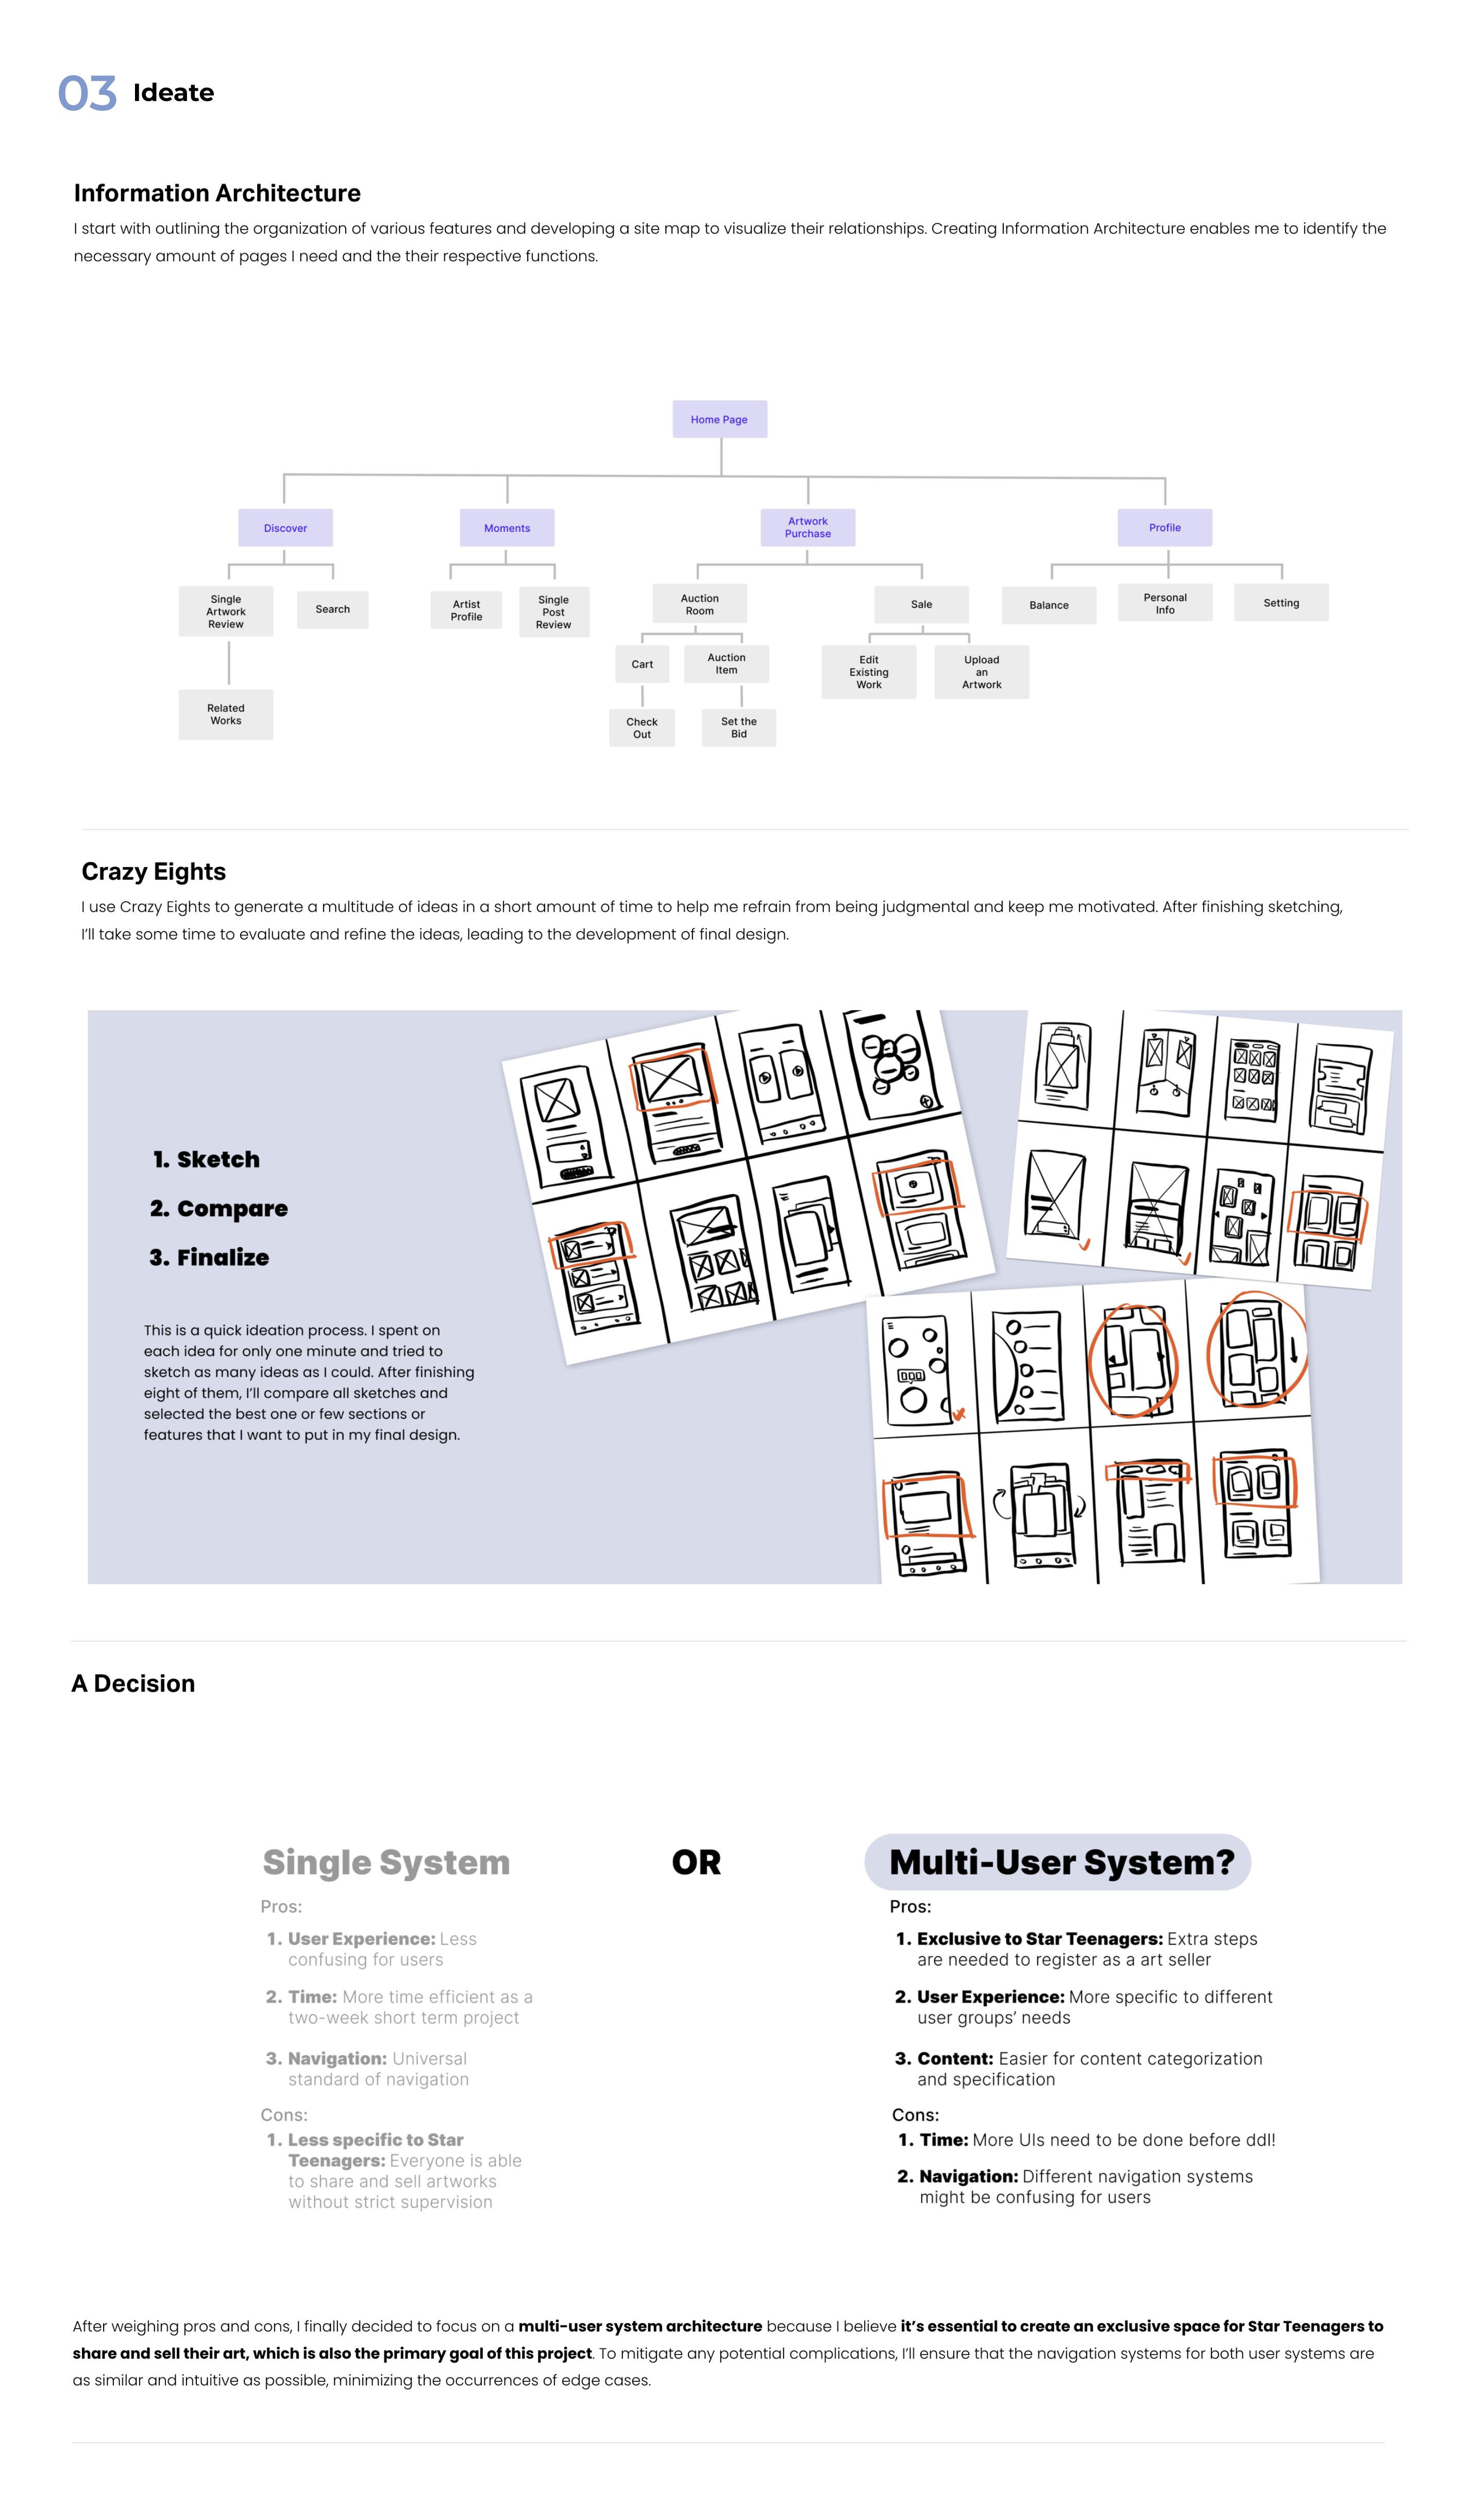 03 Ideate
Information Architecture
I start with outlining the organization of various features and developing a site map to visualize their relationships. Creating Information Architecture enables me to identify the
necessary amount of pages I need and the their respective functions.
Home Page
Discover
Moments
Artwork
Purchase
Profile
Single
Artwork
Review
Search
Artist
Profile
Single
Post
Review
Auction
Room
Sale
Balance
Personal
Info
Setting
Cart
Auction
Item
Edit
Existing
Work
Upload
an
Artwork
Related
Works
Check
Out
Set the
Bid
Crazy Eights
I use Crazy Eights to generate a multitude of ideas in a short amount of time to help me refrain from being judgmental and keep me motivated. After finishing sketching,
I'll take some time to evaluate and refine the ideas, leading to the development of final design.
1. Sketch
2. Compare
3. Finalize
This is a quick ideation process. I spent on
each idea for only one minute and tried to
sketch as many ideas as I could. After finishing
eight of them, I'll compare all sketches and
selected the best one or few sections or
features that I want to put in my final design.
A Decision
Single System
OR
Multi-User System?
Pros:
1. User Experience: Less
confusing for users
2. Time: More time efficient as a
two-week short term project
3. Navigation: Universal
standard of navigation
Cons:
1. Less specific to Star
Teenagers: Everyone is able
to share and sell artworks
without strict supervision
Pros:
1. Exclusive to Star Teenagers: Extra steps
are needed to register as a art seller
2. User Experience: More specific to different
user groups' needs
3. Content: Easier for content categorization
and specification
Cons:
1. Time: More UIs need to be done before ddl!
2. Navigation: Different navigation systems
might be confusing for users
After weighing pros and cons, I finally decided to focus on a multi-user system architecture because I believe it's essential to create an exclusive space for Star Teenagers to
share and sell their art, which is also the primary goal of this project. To mitigate any potential complications, I'll ensure that the navigation systems for both user systems are
as similar and intuitive as possible, minimizing the occurrences of edge cases.